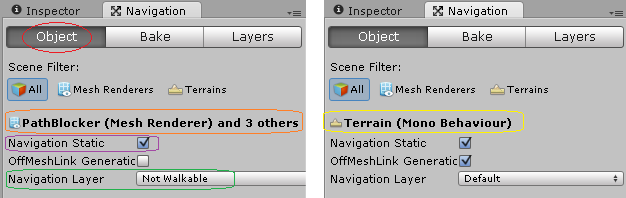 Inspector
Navigation
Object
Bake
Layers
Scene Filter:
All
Mesh Renderers
Terrains
PathBlocker (Mesh Renderer) and 3 others
Navigation Static
OffMeshLink Generatic
Navigation Layer
Not Walkable
Inspector
Navigation
Object
Bake
Layers
Scene Filter:
All
Mesh Renderers
Terrains
Terrain (Mono Behaviour)
Navigation Static
OffMeshLink Generatic
Navigation Layer
Default